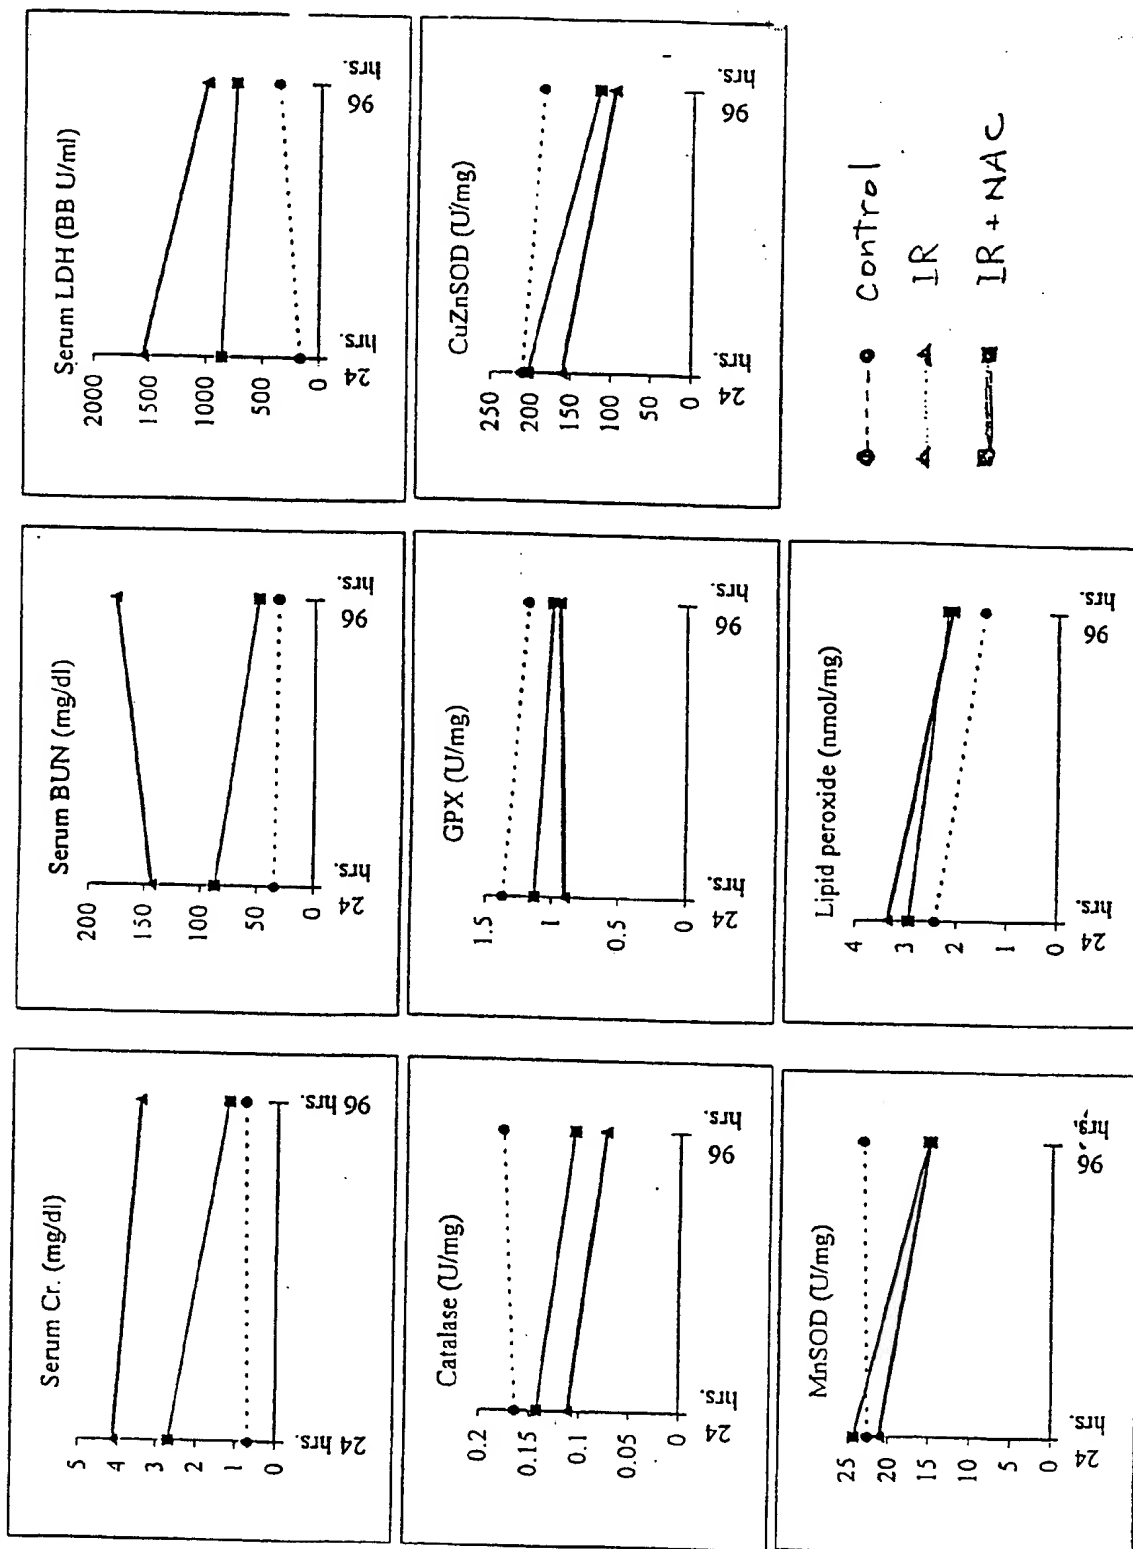 Serum Cr. (mg/dl)
5
4
3
2
1
0
24 hrs.
96 hrs.
Serum BUN (mg/dl)
200
150
100
50
0
24
hrs.
96
hrs.
Serum LDH (BB U/ml)
2000
1500
1000
500
0
24
hrs.
96
hrs.
Catalase (U/mg)
0.2
0.15
0.1
0.05
0
24
hrs.
96
hrs.
GPX (U/mg)
1.5
1
0.5
0
24
hrs.
96
hrs.
CuZnSOD (U/mg)
250
200
150
100
50
0
24
hrs.
96
hrs.
MnSOD (U/mg)
25
20
15
10
5
0
24
hrs.
96
hrs.
Lipid peroxide (nmol/mg)
4
3
2
1
0
24
hrs.
96
hrs.
Control
IR
IR + NAC